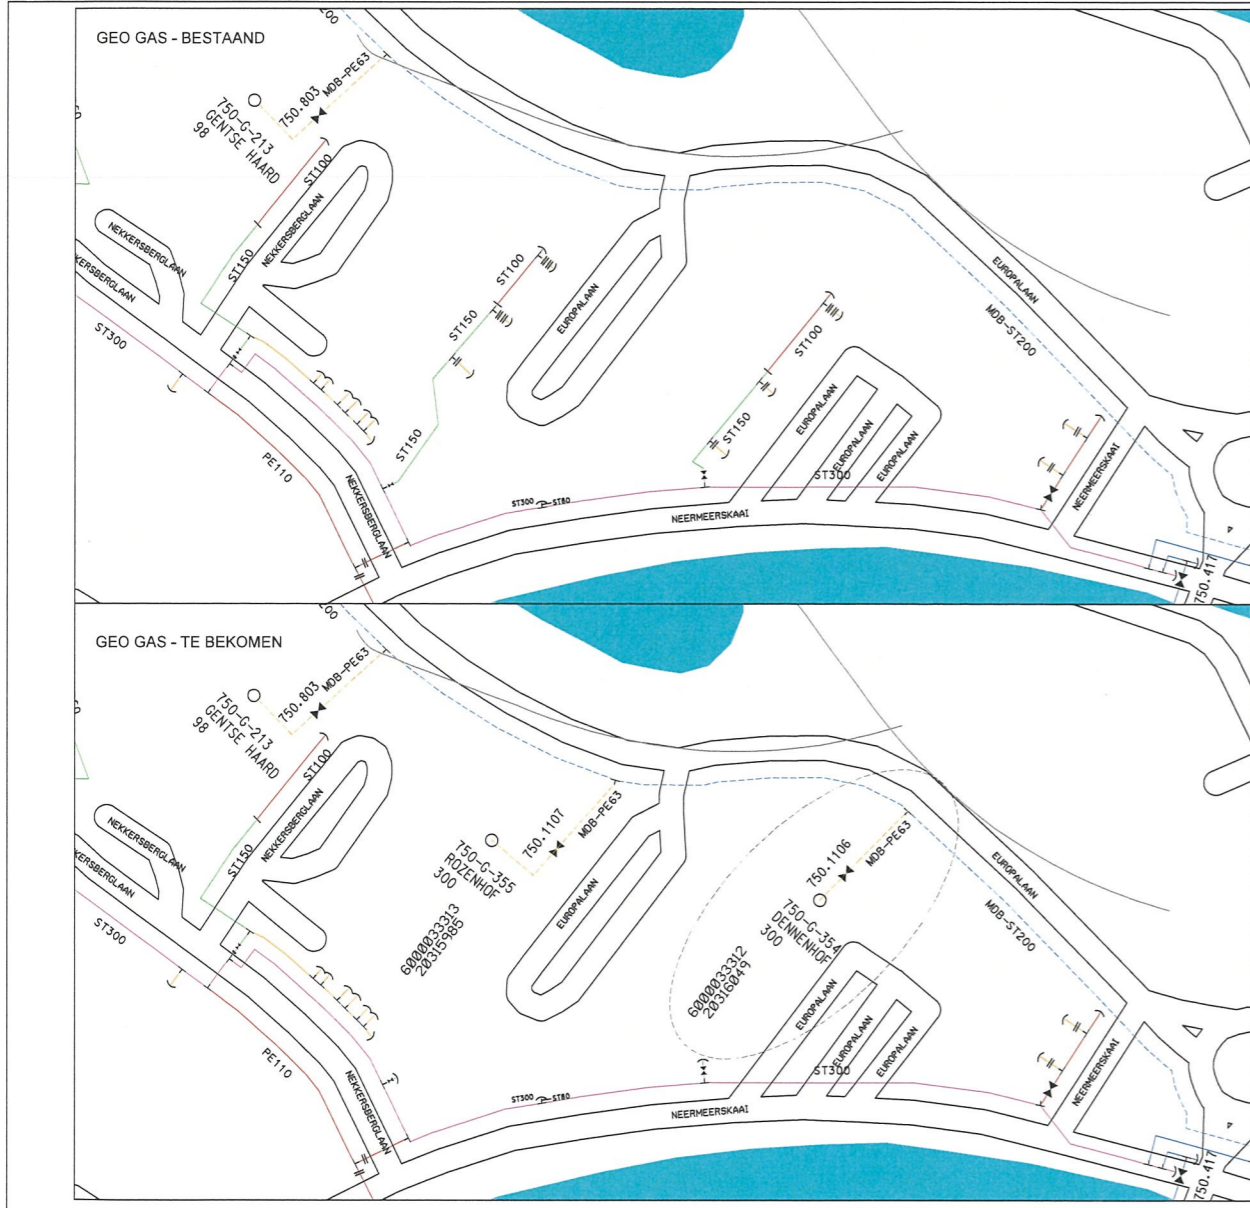 GEO GAS - BESTAAND
200
750.803
MDB-PE63
750-G-213
GENTSE HAARD
98
ST100
NEKKERSBERGLAAN
NEKKERSBERGLAAN
KERSBERGLAAN
ST150
ST300
ST100
ST150
EUROPALAAN
EUROPALAAN
MDB-ST200
ST100
ST150
ST150
EUROPALAAN
EUROPALAAN
EUROPALAAN
PE110
NEKKERSBERGLAAN
ST300
ST80
ST300
NEERMEERSKAAI
NEERMEERSKAAI
750.417
GEO GAS - TE BEKOMEN
200
750.803
MDB-PE63
750-G-213
GENTSE HAARD
98
ST100
NEKKERSBERGLAAN
NEKKERSBERGLAAN
KERSBERGLAAN
ST150
ST300
750.1107
MDB-PE63
750-G-355
ROZENHOF
300
6000033313
20315985
EUROPALAAN
750.1106
MDB-PE63
750-G-354
DENNENHOF
300
6000033312
20316049
EUROPALAAN
MDB-ST200
EUROPALAAN
EUROPALAAN
EUROPALAAN
PE110
NEKKERSBERGLAAN
ST300
ST80
ST300
NEERMEERSKAAI
NEERMEERSKAAI
750.417